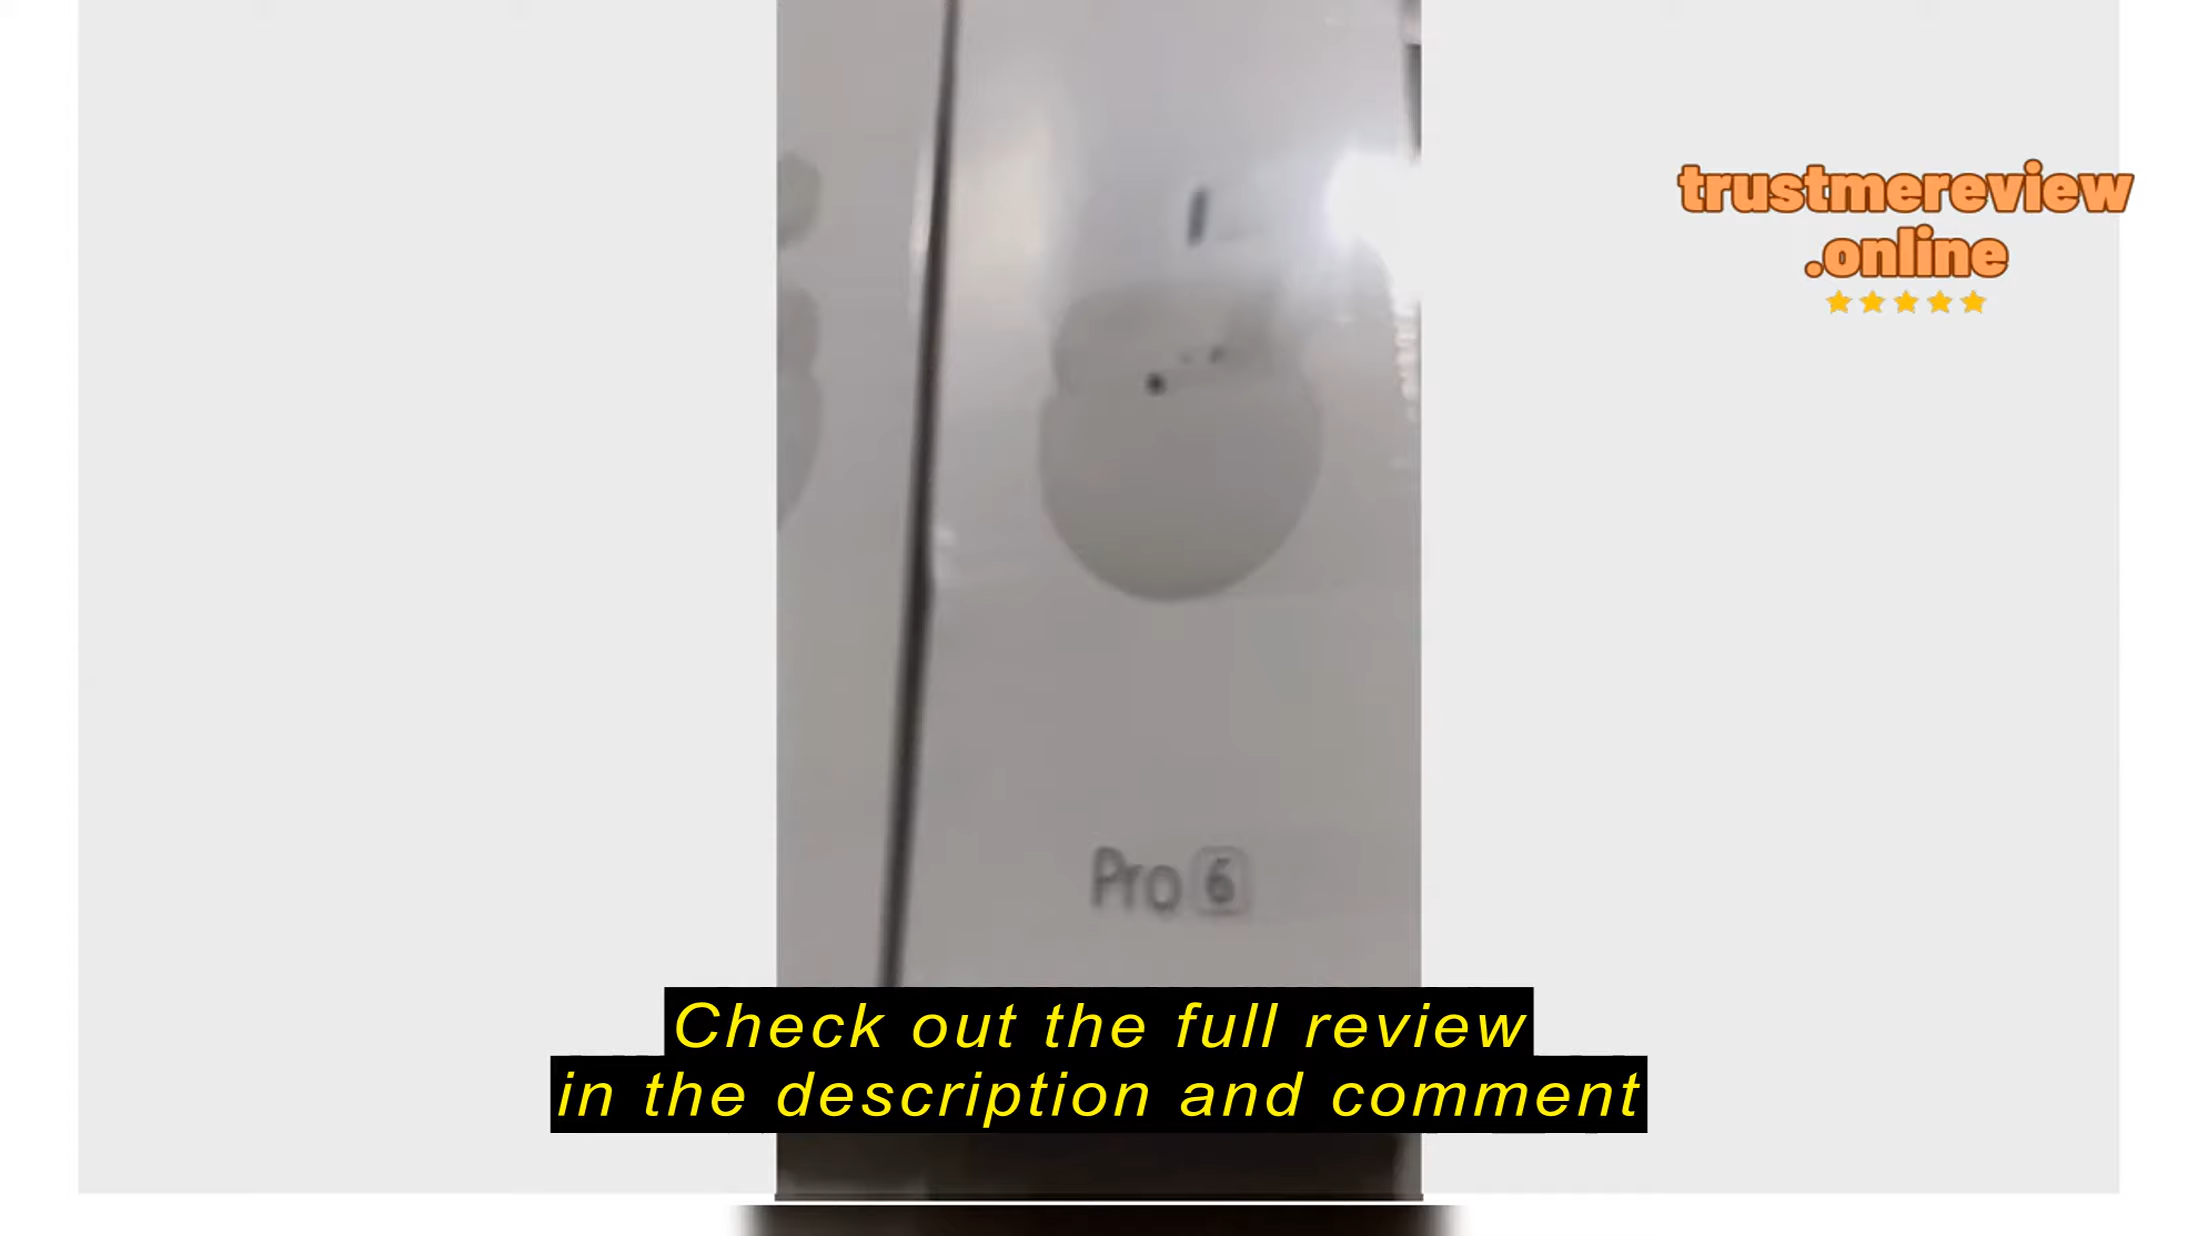 trustmereview
.online
Pro 6
Check out the full review
in the description and comment